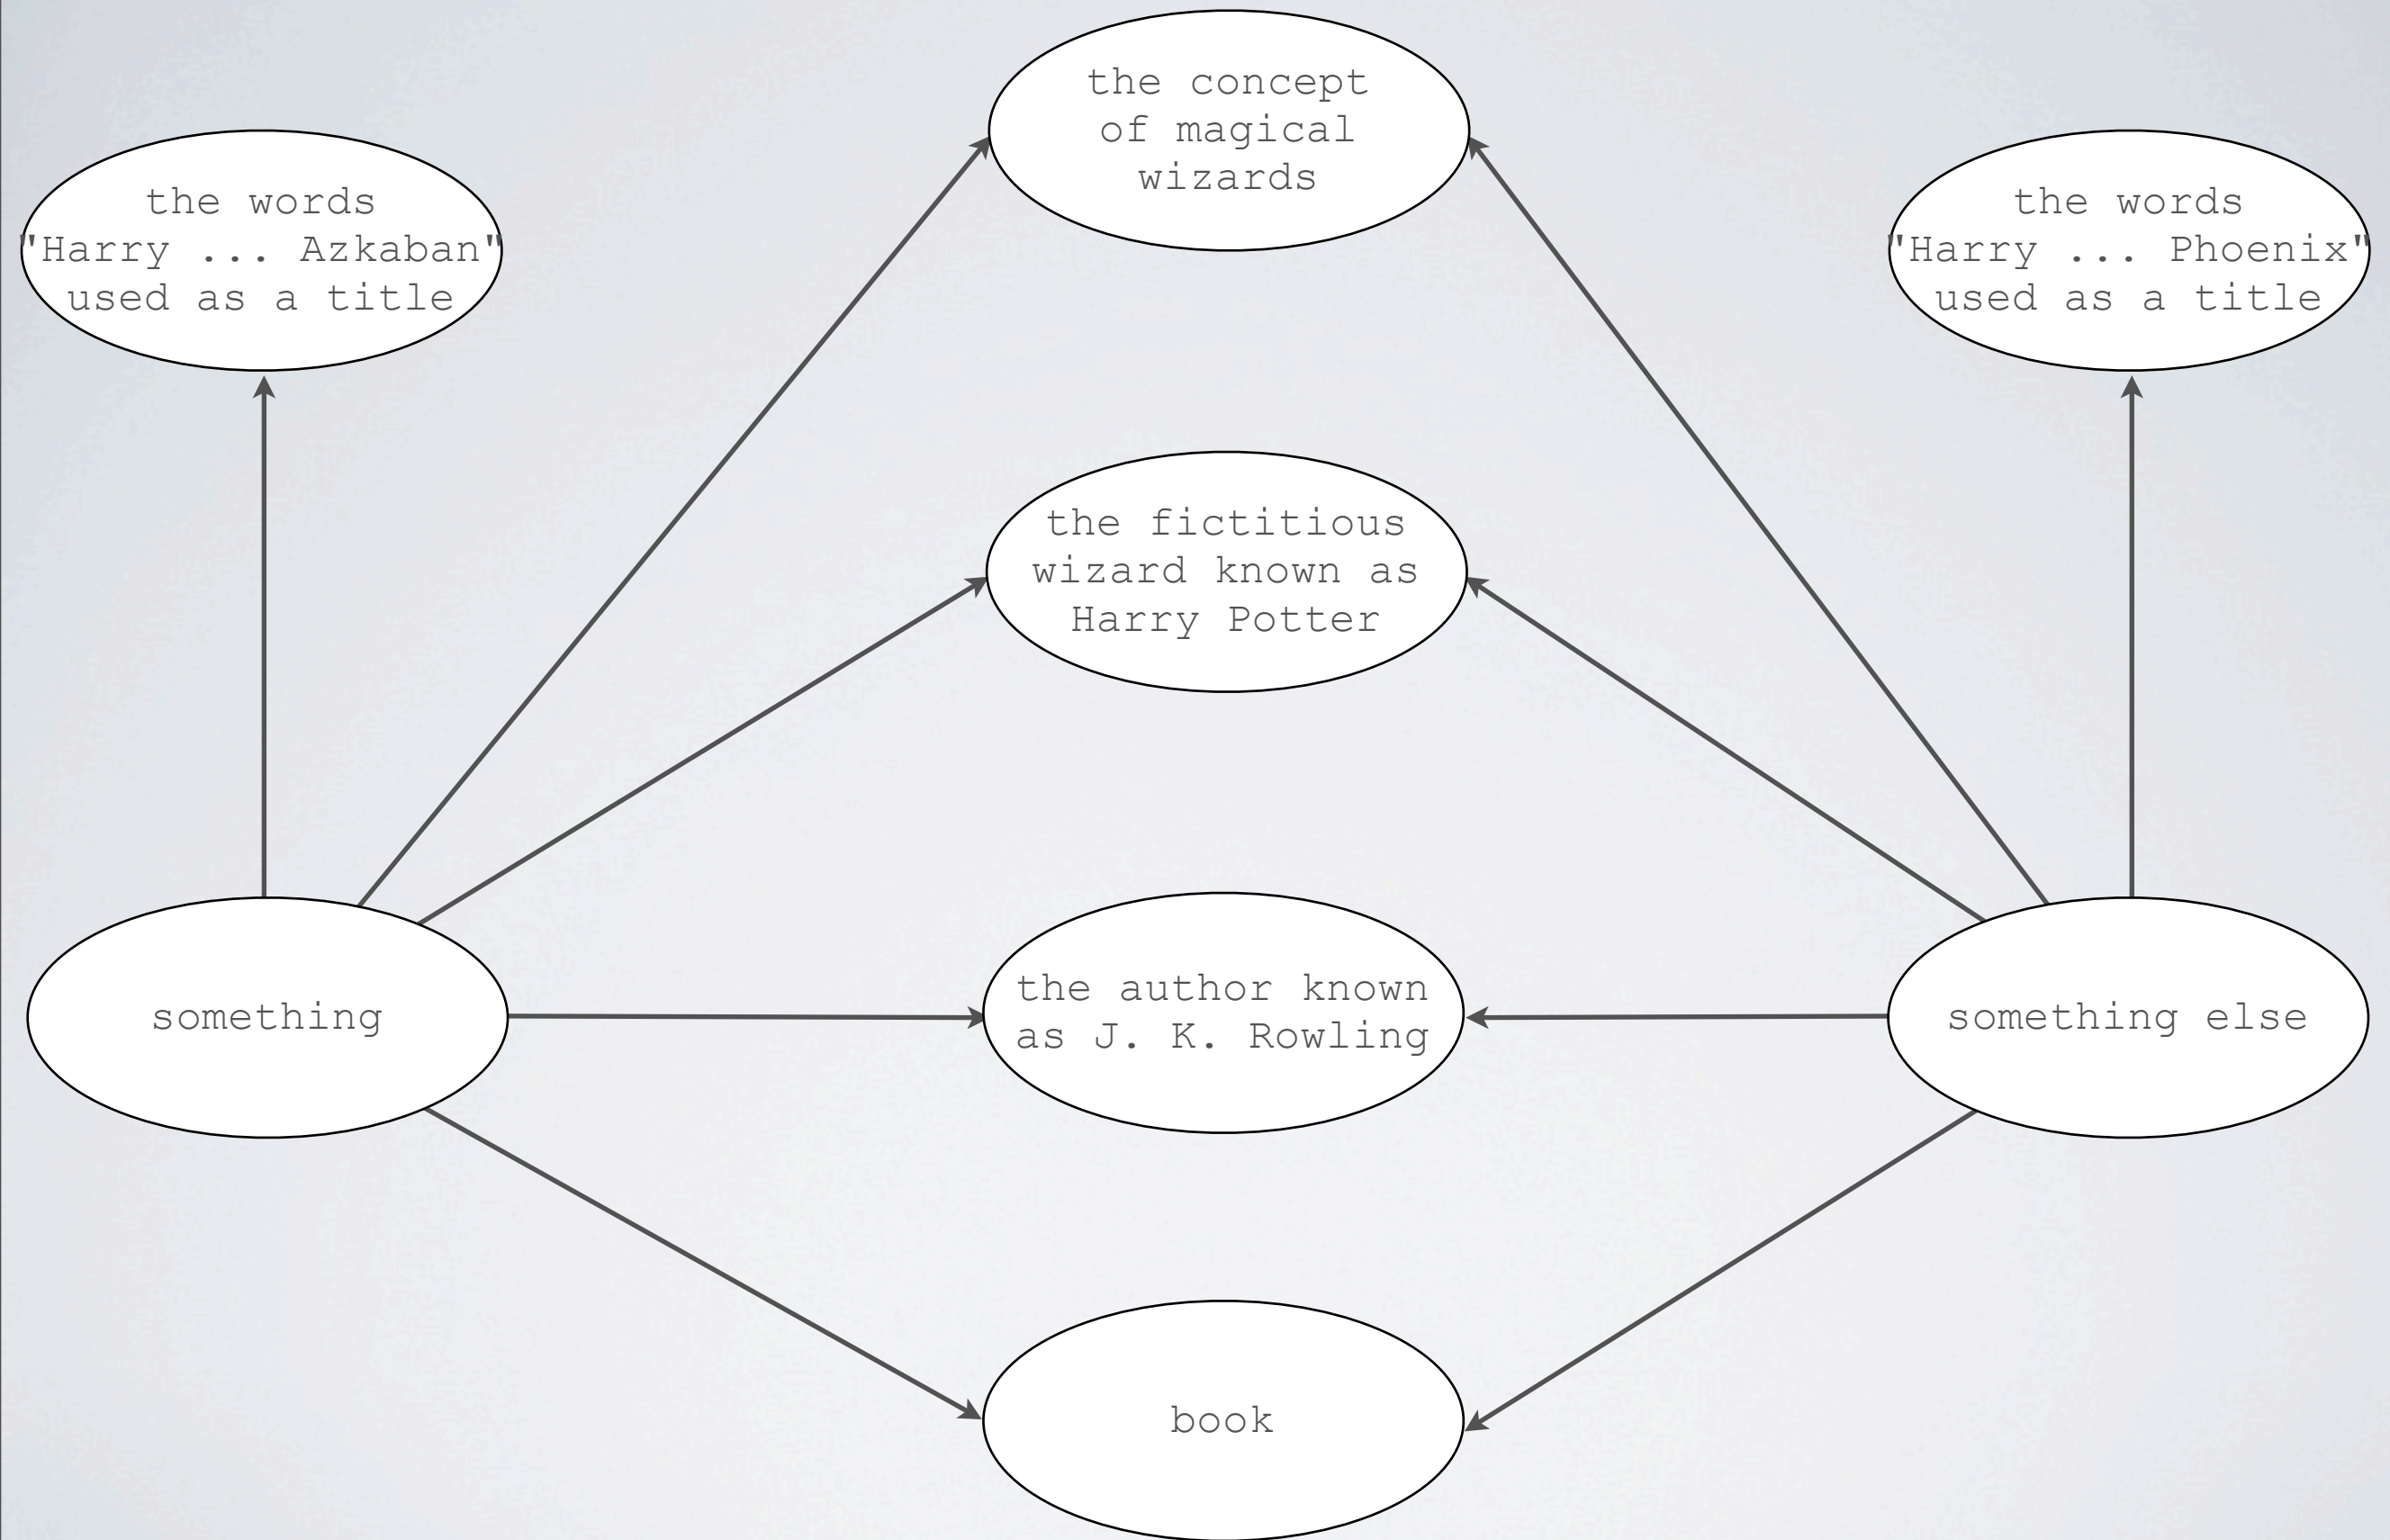 the concept
of magical
wizards
the words
"Harry ... Azkaban"
used as a title
the words
"Harry ... Phoenix"
used as a title
the fictitious
wizard known as
Harry Potter
something
the author known
as J. K. Rowling
something else
book